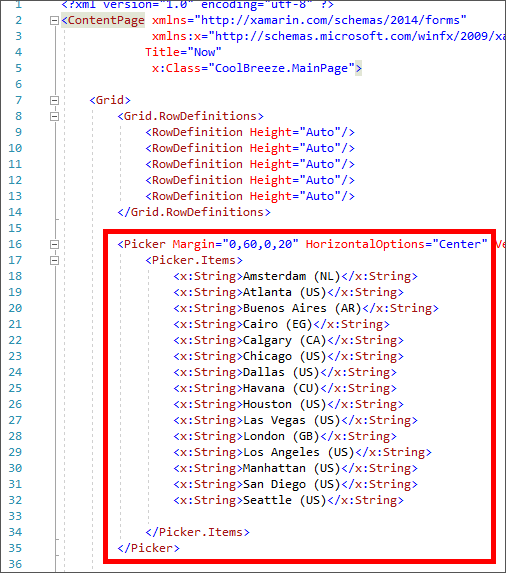 1 <?xml version="1.0" encoding="utf-8" ?>
2 <ContentPage xmlns="http://xamarin.com/schemas/2014/forms"
3 xmlns:x="http://schemas.microsoft.com/winfx/2009/xa
4 Title="Now"
5 x:Class="CoolBreeze.MainPage">
6
7 <Grid>
8 <Grid.RowDefinitions>
9 <RowDefinition Height="Auto"/>
10 <RowDefinition Height="Auto"/>
11 <RowDefinition Height="Auto"/>
12 <RowDefinition Height="Auto"/>
13 <RowDefinition Height="Auto"/>
14 </Grid.RowDefinitions>
15
16 <Picker Margin="0,60,0,20" HorizontalOptions="Center" Ve
17 <Picker.Items>
18 <x:String>Amsterdam (NL)</x:String>
19 <x:String>Atlanta (US)</x:String>
20 <x:String>Buenos Aires (AR)</x:String>
21 <x:String>Cairo (EG)</x:String>
22 <x:String>Calgary (CA)</x:String>
23 <x:String>Chicago (US)</x:String>
24 <x:String>Dallas (US)</x:String>
25 <x:String>Havana (CU)</x:String>
26 <x:String>Houston (US)</x:String>
27 <x:String>Las Vegas (US)</x:String>
28 <x:String>London (GB)</x:String>
29 <x:String>Los Angeles (US)</x:String>
30 <x:String>Manhattan (US)</x:String>
31 <x:String>San Diego (US)</x:String>
32 <x:String>Seattle (US)</x:String>
33
34 </Picker.Items>
35 </Picker>
36